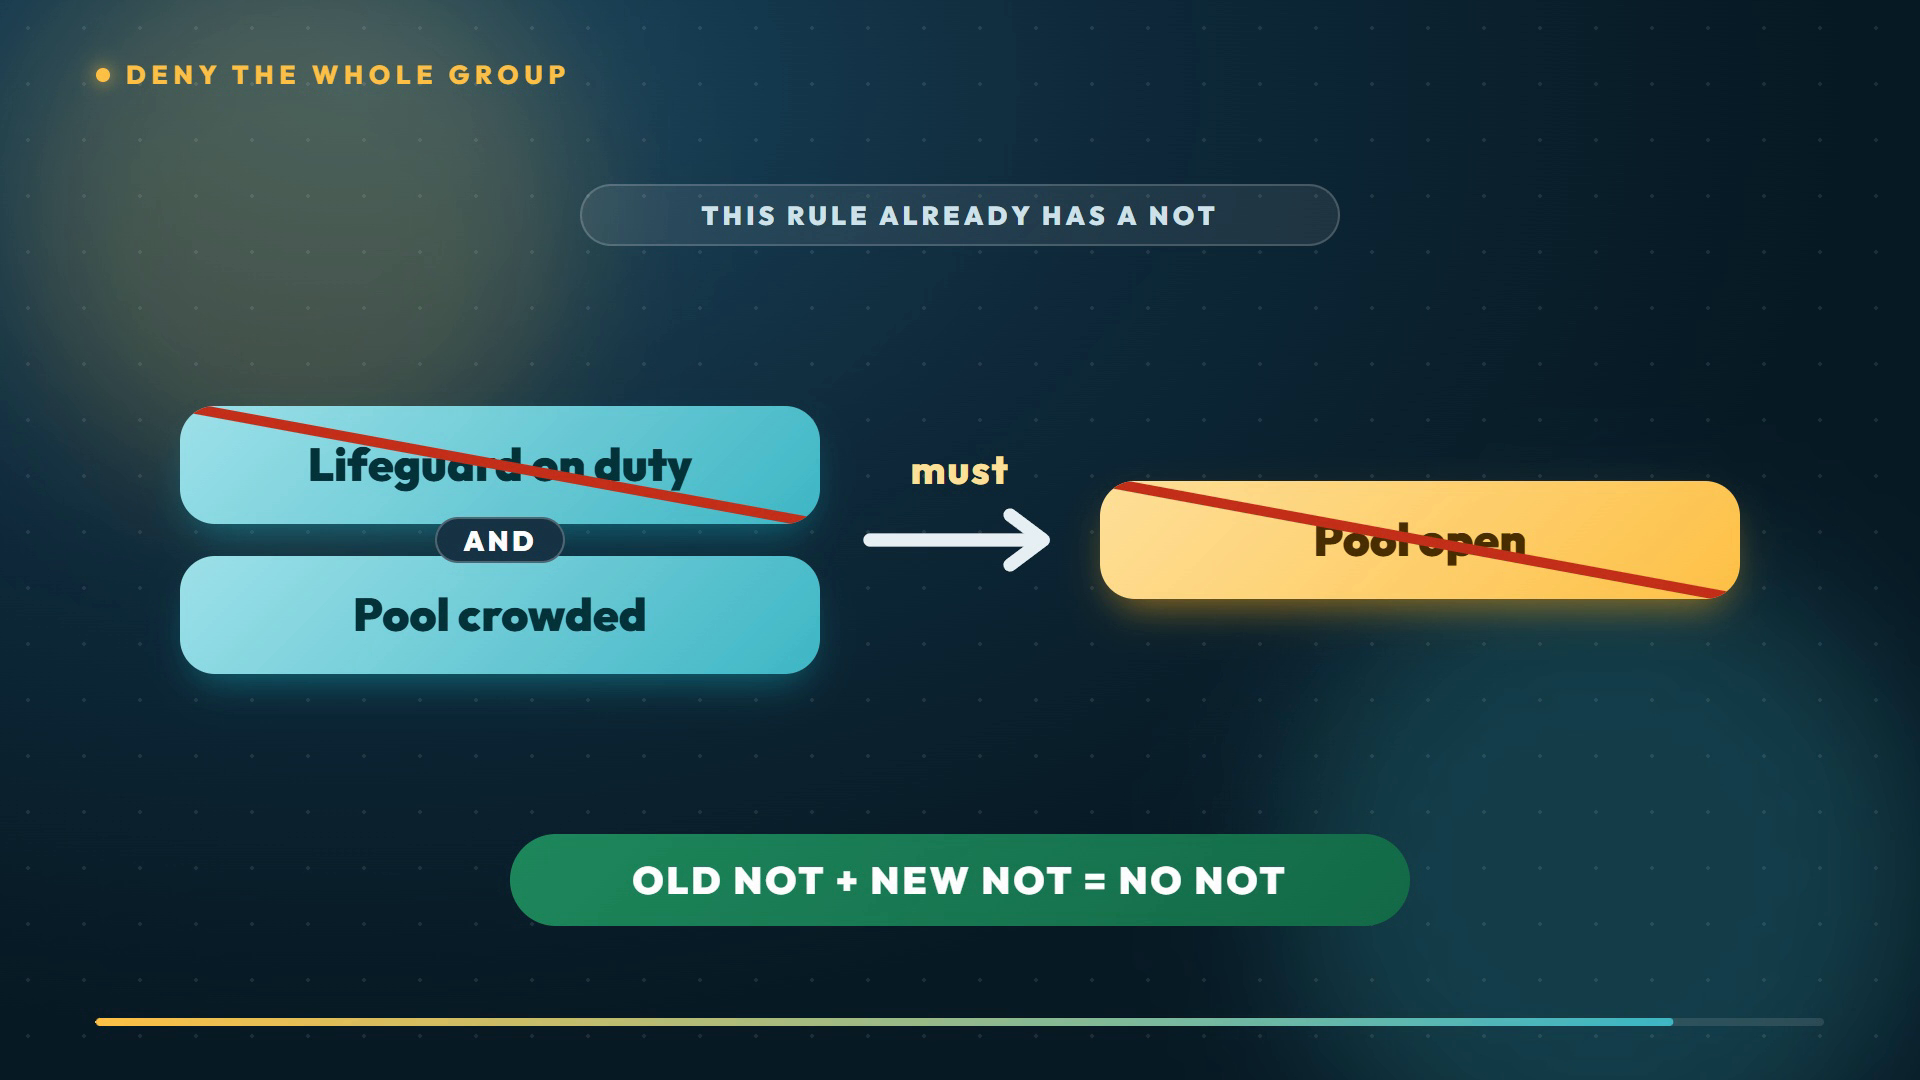 DENY THE WHOLE GROUP
THIS RULE ALREADY HAS A NOT
Lifeguard on duty
AND
Pool crowded
must
Pool open
OLD NOT + NEW NOT = NO NOT